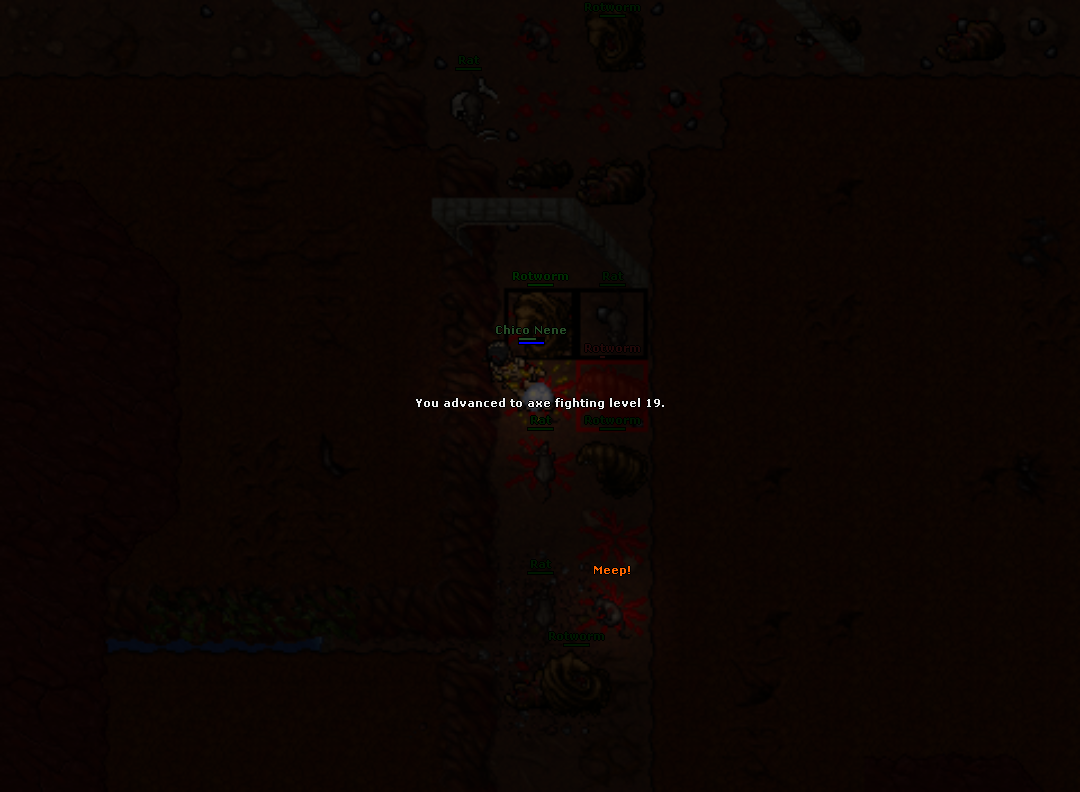 Rotworm
Rat
Rotworm
Rat
Chico Nene
Rotworm
You advanced to axe fighting level 19.
Rat
Rotworm
Rat
Meep!
Rotworm